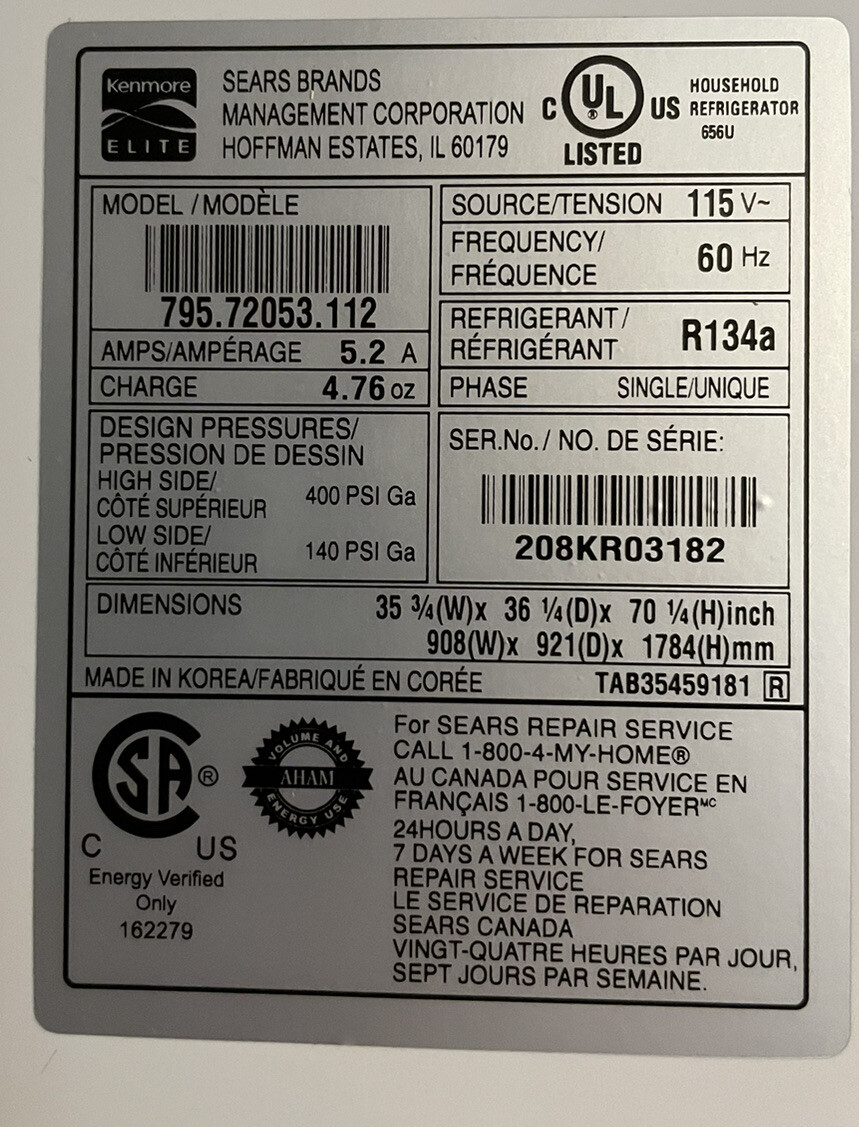 Kenmore
ELITE
SEARS BRANDS
MANAGEMENT CORPORATION
HOFFMAN ESTATES, IL 60179
C UL ® US
LISTED
HOUSEHOLD
REFRIGERATOR
656U
MODEL / MODÈLE
795.72053.112
AMPS/AMPÉRAGE 5.2 A
CHARGE 4.76 oz
SOURCE/TENSION 115 V~
FREQUENCY/
FRÉQUENCE 60 Hz
REFRIGERANT/
RÉFRIGÉRANT R134a
PHASE SINGLE/UNIQUE
DESIGN PRESSURES/
PRESSION DE DESSIN
HIGH SIDE/
CÔTÉ SUPÉRIEUR 400 PSI Ga
LOW SIDE/
CÔTÉ INFÉRIEUR 140 PSI Ga
SER.No./ NO. DE SÉRIE:
208KR03182
DIMENSIONS 35 ¾(W)x 36 ¼(D)x 70 ¼(H)inch
908(W)x 921(D)x 1784(H)mm
MADE IN KOREA/FABRIQUÉ EN CORÉE TAB35459181 R
CSA ®
C US
Energy Verified
Only
162279
VOLUME AND
AHAM
ENERGY USE
For SEARS REPAIR SERVICE
CALL 1-800-4-MY-HOME®
AU CANADA POUR SERVICE EN
FRANÇAIS 1-800-LE-FOYERᴹᶜ
24HOURS A DAY,
7 DAYS A WEEK FOR SEARS
REPAIR SERVICE
LE SERVICE DE REPARATION
SEARS CANADA
VINGT-QUATRE HEURES PAR JOUR,
SEPT JOURS PAR SEMAINE.